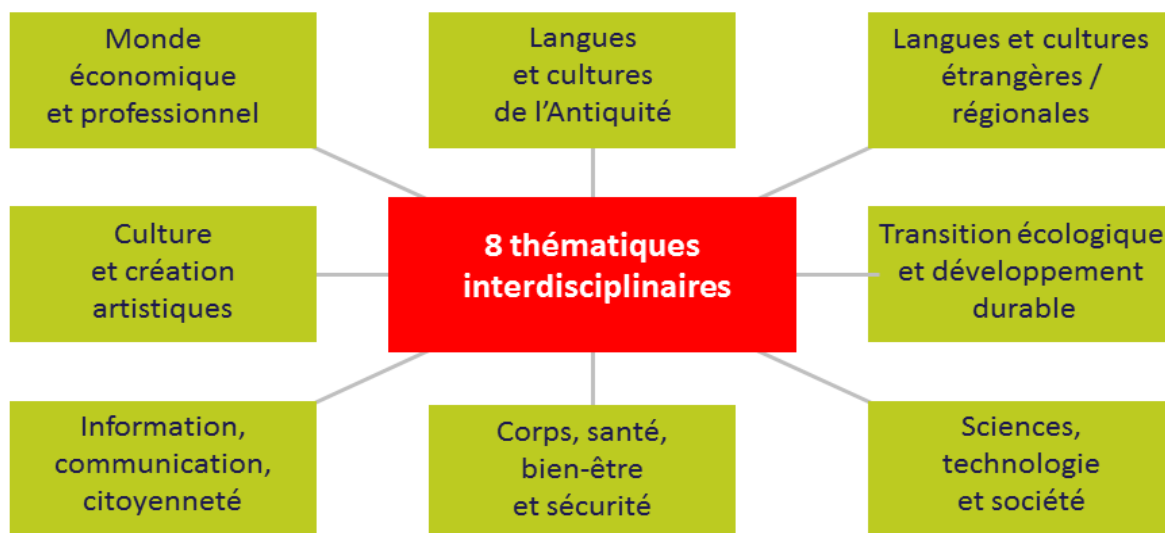 Monde
économique
et professionnel
Langues
et cultures
de l'Antiquité
Langues et cultures
étrangères /
régionales
Culture
et création
artistiques
8 thématiques
interdisciplinaires
Transition écologique
et développement
durable
Information,
communication,
citoyenneté
Corps, santé,
bien-être
et sécurité
Sciences,
technologie
et société